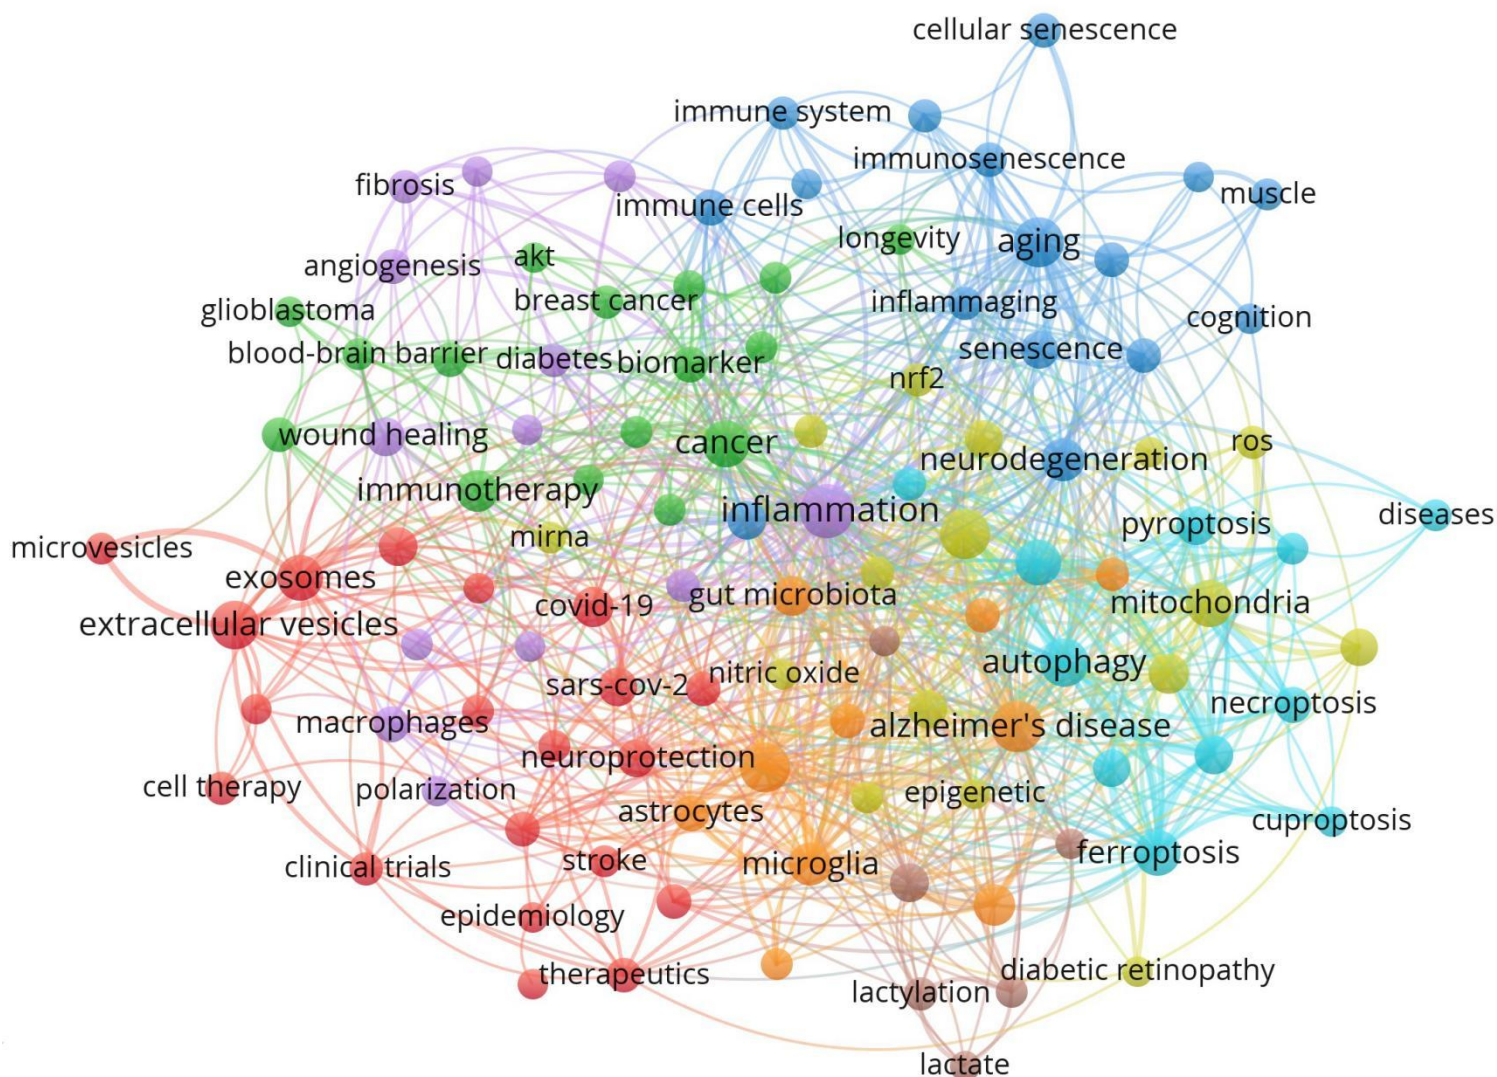 cellular senescence
immune system
immunosenescence
fibrosis
muscle
immune cells
longevity
aging
akt
angiogenesis
breast cancer
inflammaging
glioblastoma
cognition
blood-brain barrier
diabetes
biomarker
senescence
nrf2
wound healing
cancer
ros
neurodegeneration
immunotherapy
inflammation
diseases
pyroptosis
mirna
microvesicles
exosomes
gut microbiota
covid-19
mitochondria
extracellular vesicles
autophagy
nitric oxide
sars-cov-2
necroptosis
macrophages
alzheimer's disease
neuroprotection
cell therapy
polarization
epigenetic
astrocytes
cuproptosis
ferroptosis
stroke
microglia
clinical trials
epidemiology
diabetic retinopathy
therapeutics
lactylation
lactate